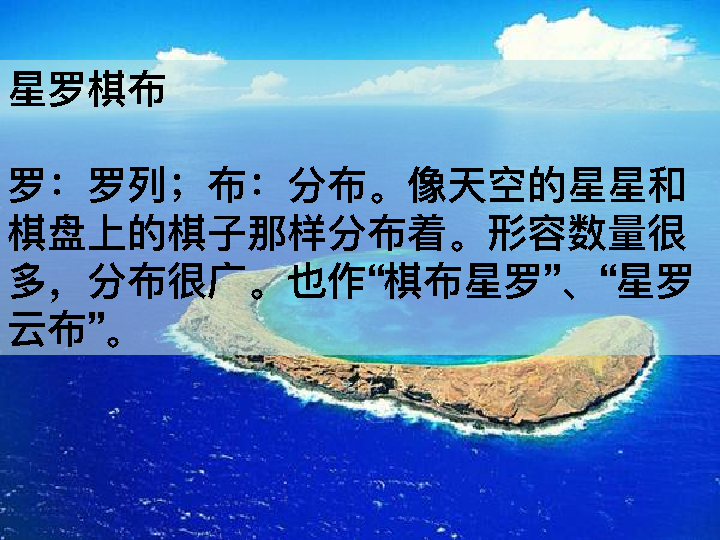 星罗棋布
罗：罗列；布：分布。像天空的星星和
棋盘上的棋子那样分布着。形容数量很
多，分布很广。也作“棋布星罗”、“星罗
云布”。